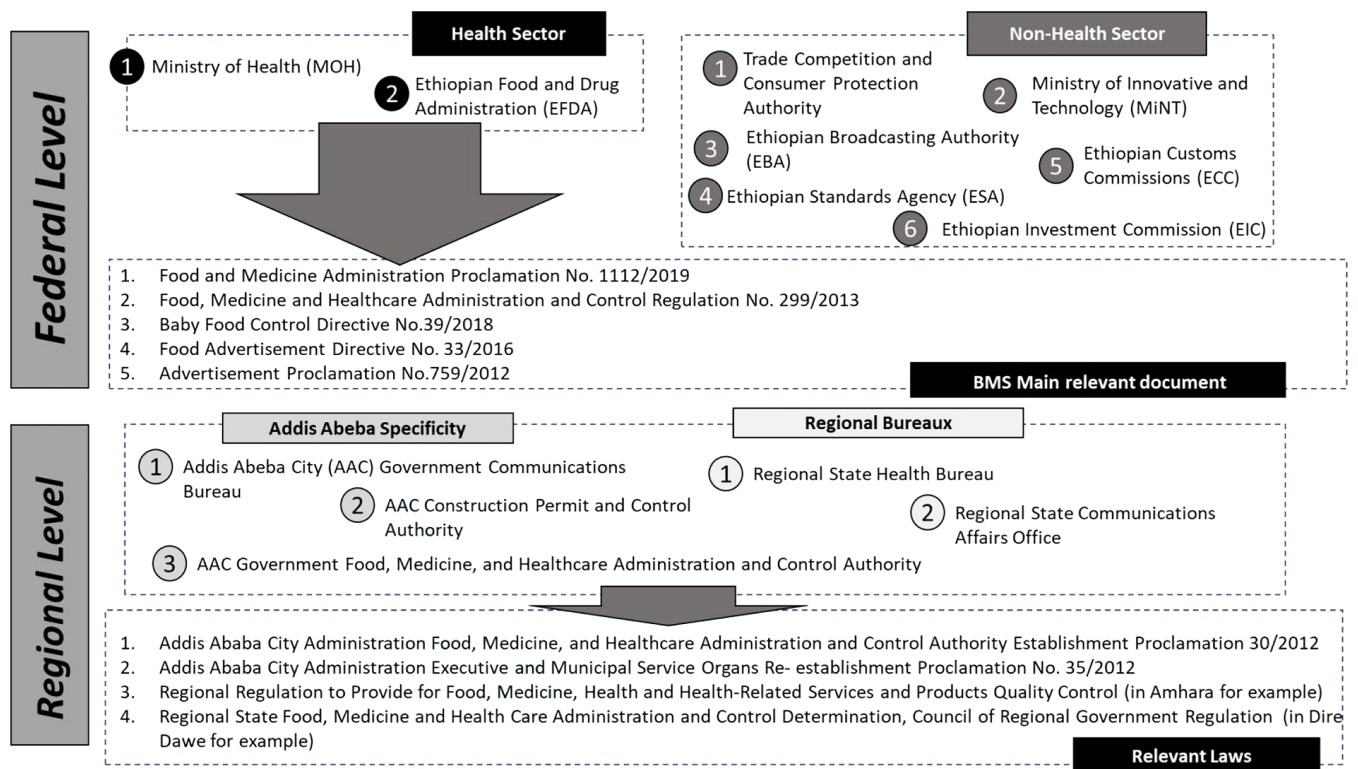 Federal Level
Health Sector
1 Ministry of Health (MOH)
2 Ethiopian Food and Drug
Administration (EFDA)
Non-Health Sector
1 Trade Competition and
Consumer Protection
Authority
2 Ministry of Innovative and
Technology (MiNT)
3 Ethiopian Broadcasting Authority
(EBA)
4 Ethiopian Standards Agency (ESA)
5 Ethiopian Customs
Commissions (ECC)
6 Ethiopian Investment Commission (EIC)
1. Food and Medicine Administration Proclamation No. 1112/2019
2. Food, Medicine and Healthcare Administration and Control Regulation No. 299/2013
3. Baby Food Control Directive No.39/2018
4. Food Advertisement Directive No. 33/2016
5. Advertisement Proclamation No.759/2012
BMS Main relevant document
Regional Level
Addis Abeba Specificity
1 Addis Abeba City (AAC) Government Communications
Bureau
2 AAC Construction Permit and Control
Authority
3 AAC Government Food, Medicine, and Healthcare Administration and Control Authority
Regional Bureaux
1 Regional State Health Bureau
2 Regional State Communications
Affairs Office
1. Addis Ababa City Administration Food, Medicine, and Healthcare Administration and Control Authority Establishment Proclamation 30/2012
2. Addis Ababa City Administration Executive and Municipal Service Organs Re- establishment Proclamation No. 35/2012
3. Regional Regulation to Provide for Food, Medicine, Health and Health-Related Services and Products Quality Control (in Amhara for example)
4. Regional State Food, Medicine and Health Care Administration and Control Determination, Council of Regional Government Regulation (in Dire
Dawe for example)
Relevant Laws